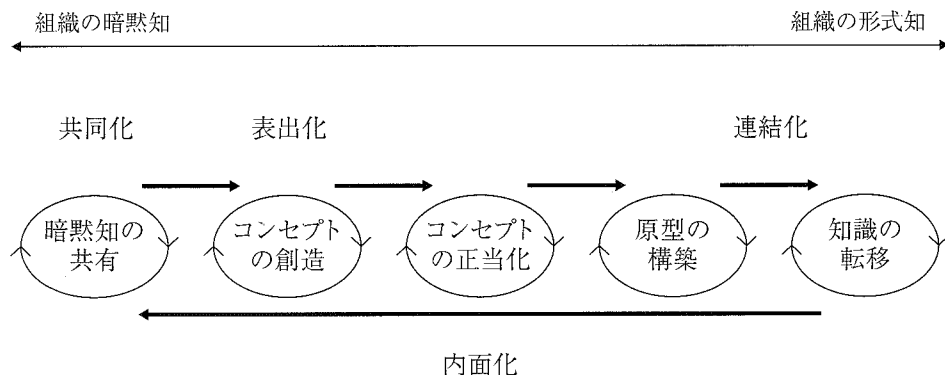 組織の暗黙知
組織の形式知
共同化
表出化
連結化
暗黙知の
共有
コンセプト
の創造
コンセプト
の正当化
原型の
構築
知識の
転移
内面化